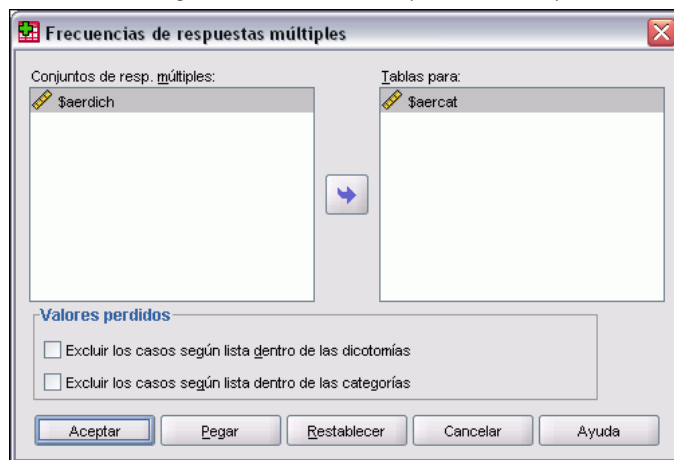 Frecuencias de respuestas múltiples
Conjuntos de resp. múltiples:
$aerdich
Tablas para:
$aercat
Valores perdidos
Excluir los casos según lista dentro de las dicotomías
Excluir los casos según lista dentro de las categorías
Aceptar
Pegar
Restablecer
Cancelar
Ayuda